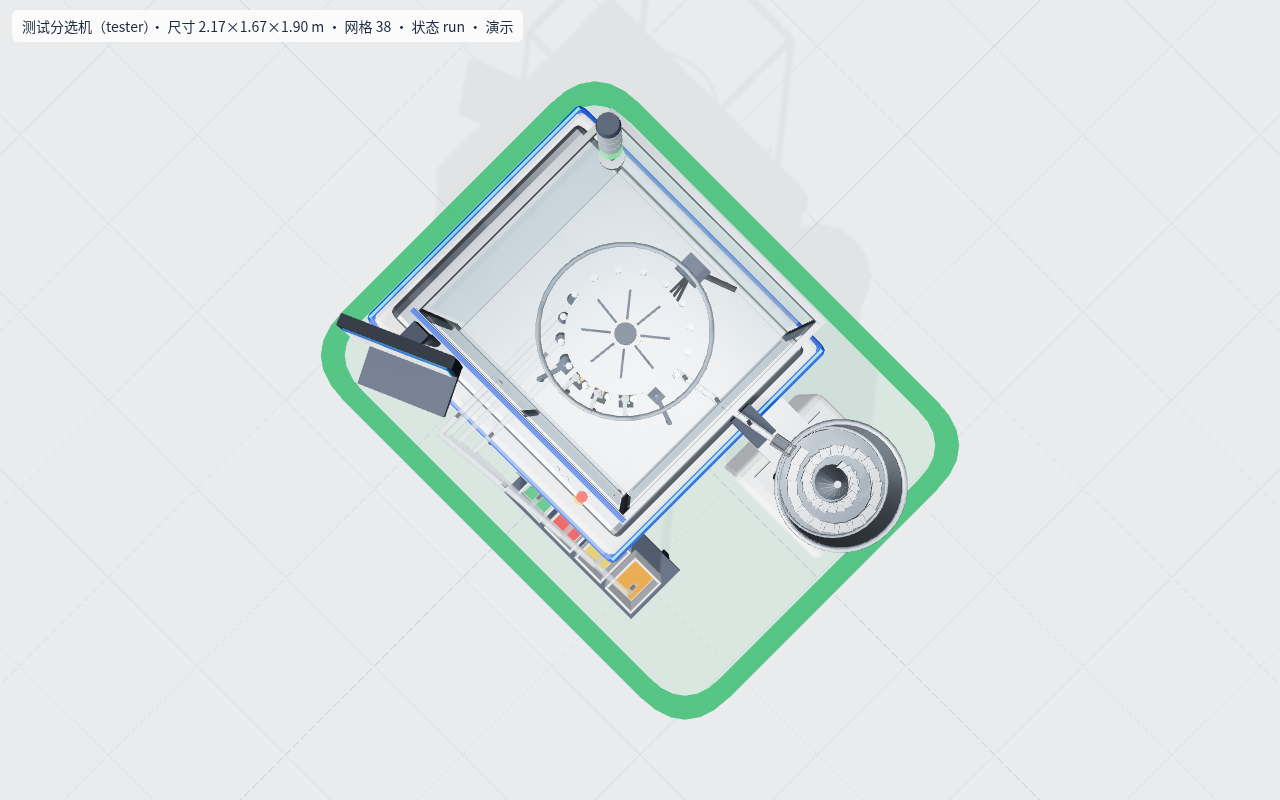 测试分选机（tester）· 尺寸 2.17×1.67×1.90 m · 网格 38 · 状态 run · 演示